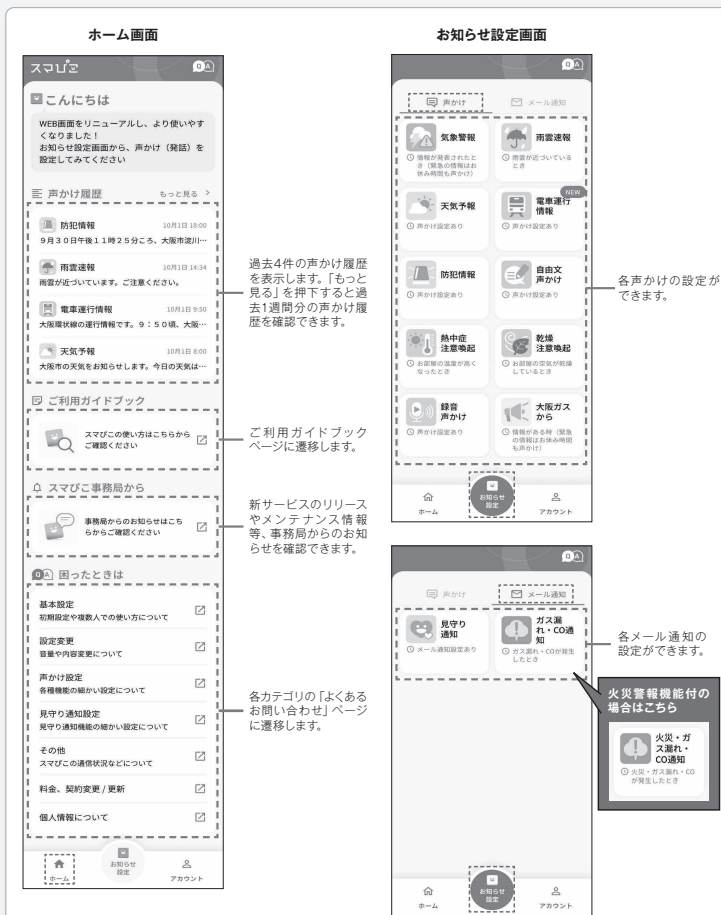 ホーム画面
スマぴこ
Q A
こんにちは
WEB画面をリニューアルし、より使いやす
くなりました！
お知らせ設定画面から、声かけ（発話）を
設定してみてください
声かけ履歴
もっと見る >
防犯情報
10月1日 18:00
9月30日午後11時25分ころ、大阪市淀川…
雨雲速報
10月1日 14:34
雨雲が近づいています。ご注意ください。
電車運行情報
10月1日 9:50
大阪環状線の運行情報です。9：50頃、大阪…
天気予報
10月1日 8:00
大阪市の天気をお知らせします。今日の天気は…
ご利用ガイドブック
スマぴこの使い方はこちらから
ご確認ください
スマぴこ事務局から
事務局からのお知らせはこち
らからご確認ください
Q A 困ったときは
基本設定
初期設定や複数人での使い方について
設定変更
音量や内容変更について
声かけ設定
各種機能の細かい設定について
見守り通知設定
見守り通知機能の細かい設定について
その他
スマぴこの通信状況などについて
料金、契約変更 / 更新
個人情報について
ホーム
お知らせ
設定
アカウント
過去4件の声かけ履歴
を表示します。「もっと
見る」を押下すると過
去1週間分の声かけ履
歴を確認できます。
ご利用ガイドブック
ページに遷移します。
新サービスのリリース
やメンテナンス情報
等、事務局からのお知
らせを確認できます。
各カテゴリの「よくある
お問い合わせ」ページ
に遷移します。
お知らせ設定画面
Q A
声かけ
メール通知
気象警報
情報が発表されたと
き（緊急の情報はお
休み時間も声かけ）
雨雲速報
雨雲が近づいている
とき
天気予報
声かけ設定あり
NEW
電車運行
情報
声かけ設定あり
防犯情報
声かけ設定あり
自由文
声かけ
声かけ設定あり
熱中症
注意喚起
お部屋の温度が高く
なったとき
乾燥
注意喚起
お部屋の空気が乾燥
しているとき
録音
声かけ
声かけ設定あり
大阪ガス
から
情報がある時（緊急
の情報はお休み時間
も声かけ）
ホーム
お知らせ
設定
アカウント
各声かけの設定が
できます。
Q A
声かけ
メール通知
見守り
通知
メール通知設定あり
ガス漏
れ・CO通
知
ガス漏れ・COが発生
したとき
ホーム
お知らせ
設定
アカウント
各メール通知の
設定ができます。
火災警報機能付の
場合はこちら
火災・ガ
ス漏れ・
CO通知
火災・ガス漏れ・CO
が発生したとき